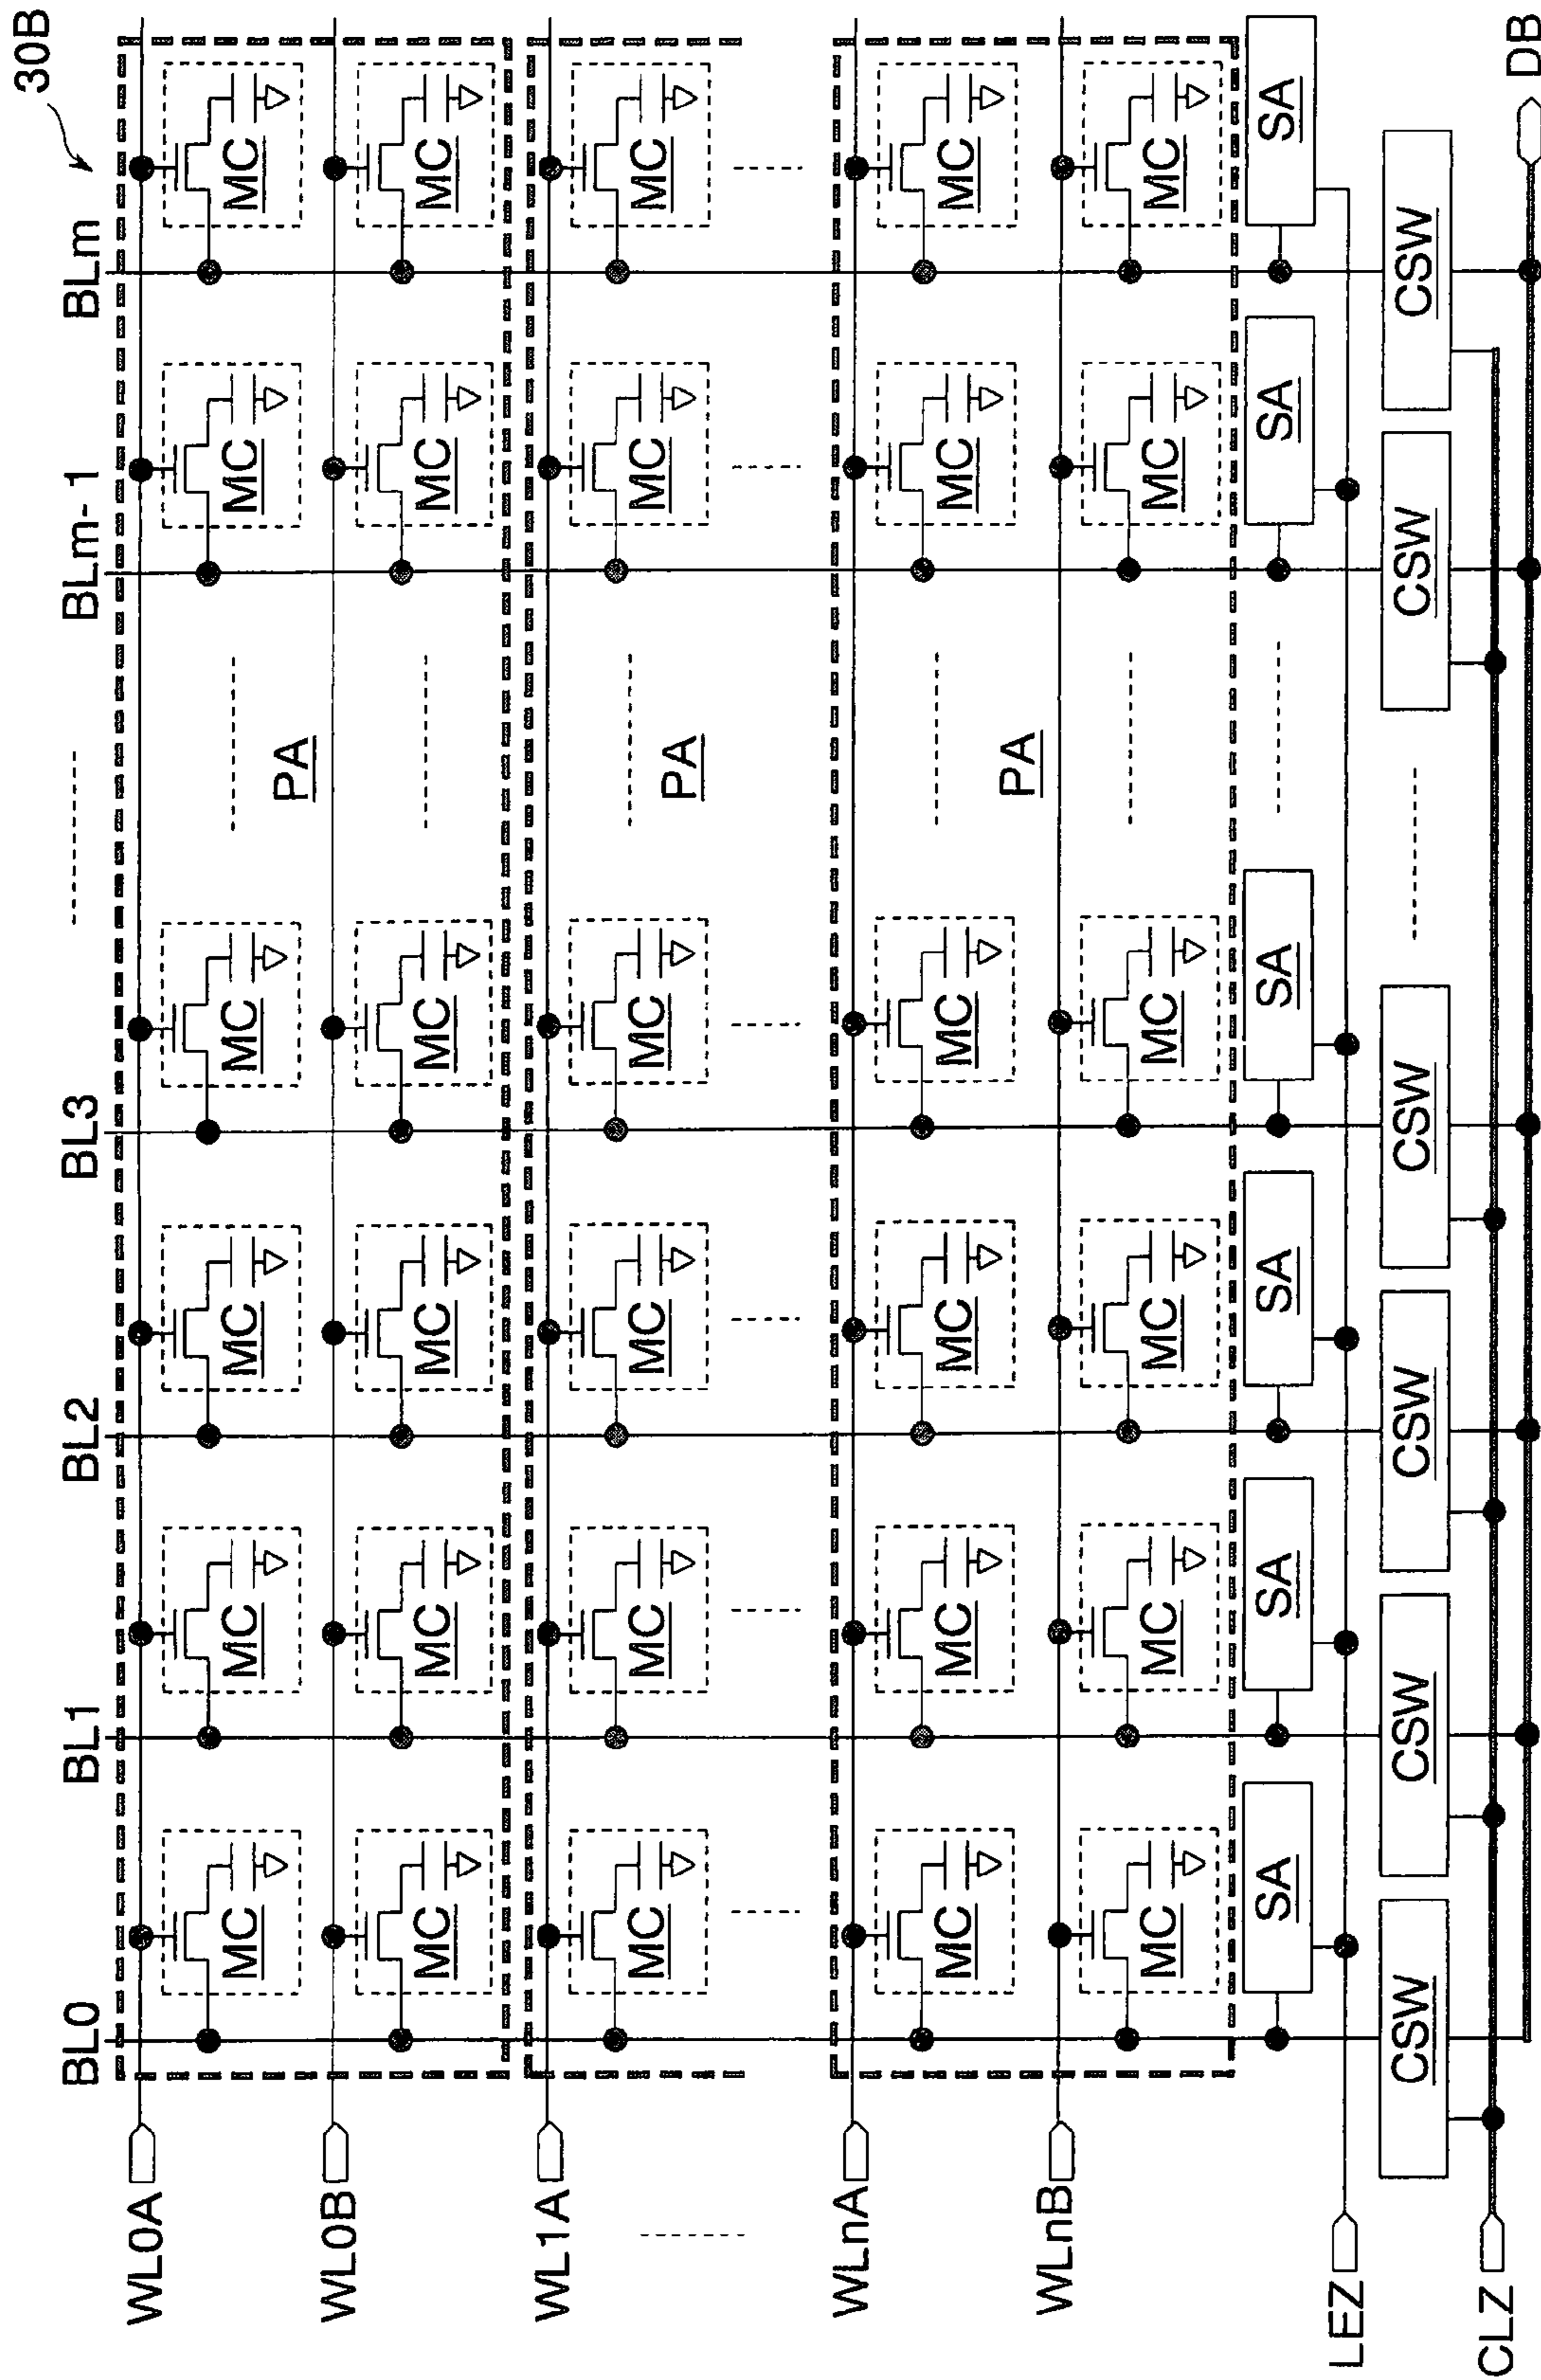 30B
BL0 BL1 BL2 BL3 BLm-1 BLm
WL0A
MC MC MC MC MC MC
PA
WL0B
MC MC MC MC MC MC
WL1A
MC MC MC MC MC MC
PA
WLnA
MC MC MC MC MC MC
PA
WLnB
MC MC MC MC MC MC
SA SA SA SA SA SA
LEZ
CSW CSW CSW CSW CSW CSW
CLZ
DB